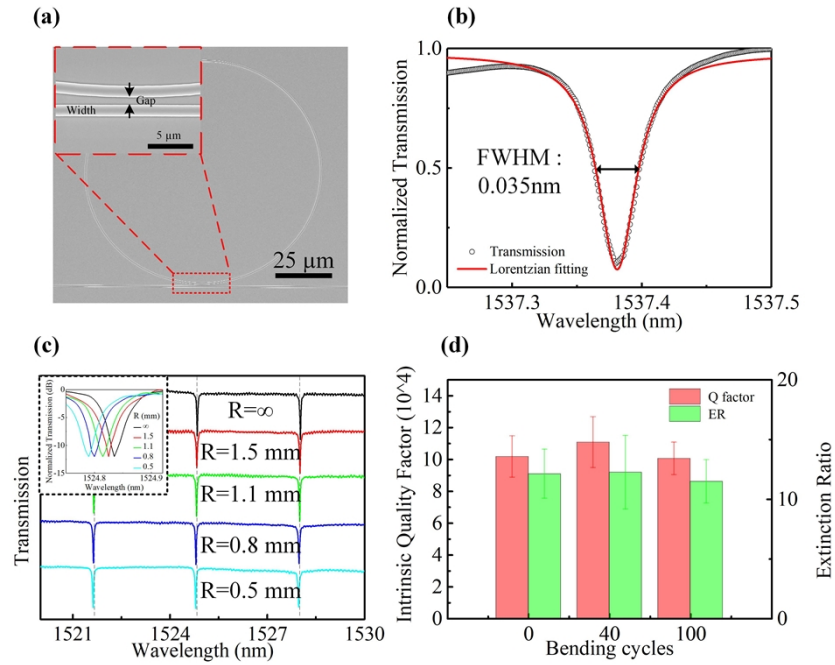 (a)
Gap
Width
5 μm
25 μm
(b)
Normalized Transmission
1.0
0.5
0.0
FWHM :
0.035nm
Transmission
Lorentzian fitting
1537.3 1537.4 1537.5
Wavelength (nm)
(c)
Transmission
Normalized Transmission (dB)
0
-5
-10
-15
R (mm)
∞
1.5
1.1
0.8
0.5
1524.8 1524.9
Wavelength (nm)
R=∞
R=1.5 mm
R=1.1 mm
R=0.8 mm
R=0.5 mm
1521 1524 1527 1530
Wavelength (nm)
(d)
Intrinsic Quality Factor (10^4)
14
12
10
8
6
4
2
0
Q factor
ER
20
10
0
Extinction Ratio
0 40 100
Bending cycles